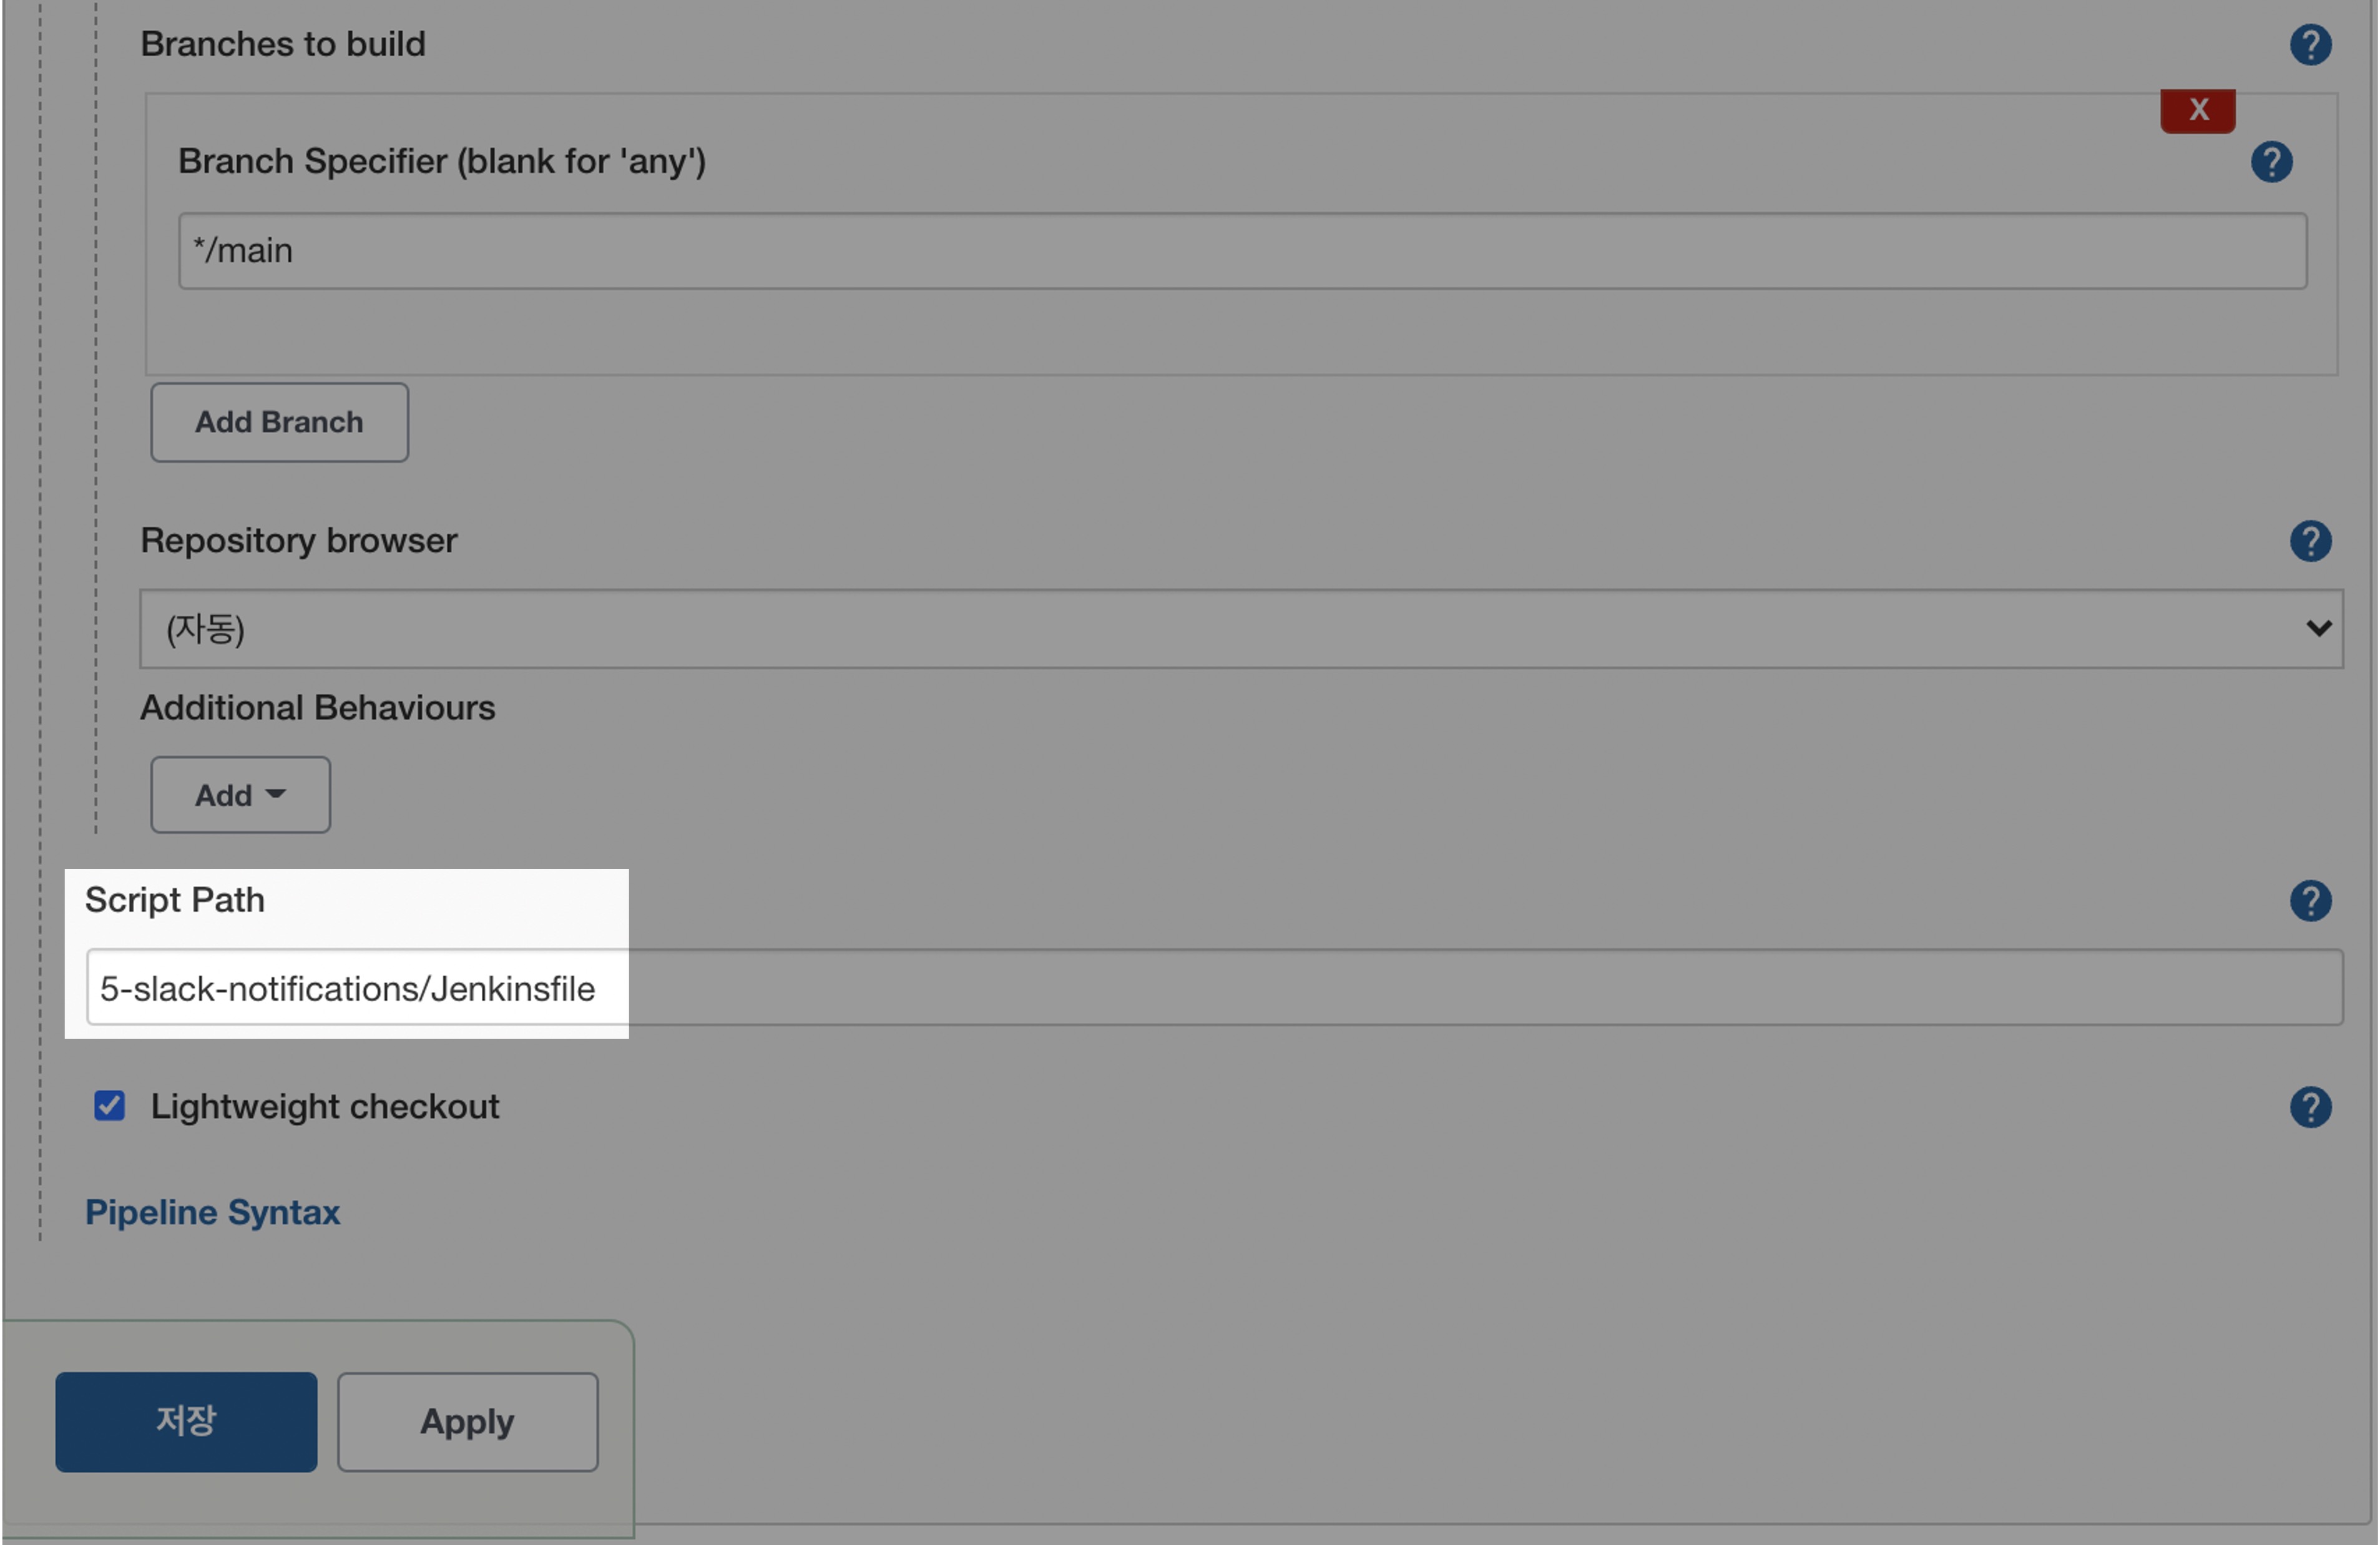 Branches to build
?
X
Branch Specifier (blank for 'any')
?
*/main
Add Branch
Repository browser
?
(자동)
Additional Behaviours
Add
Script Path
?
5-slack-notifications/Jenkinsfile
Lightweight checkout
?
Pipeline Syntax
저장
Apply